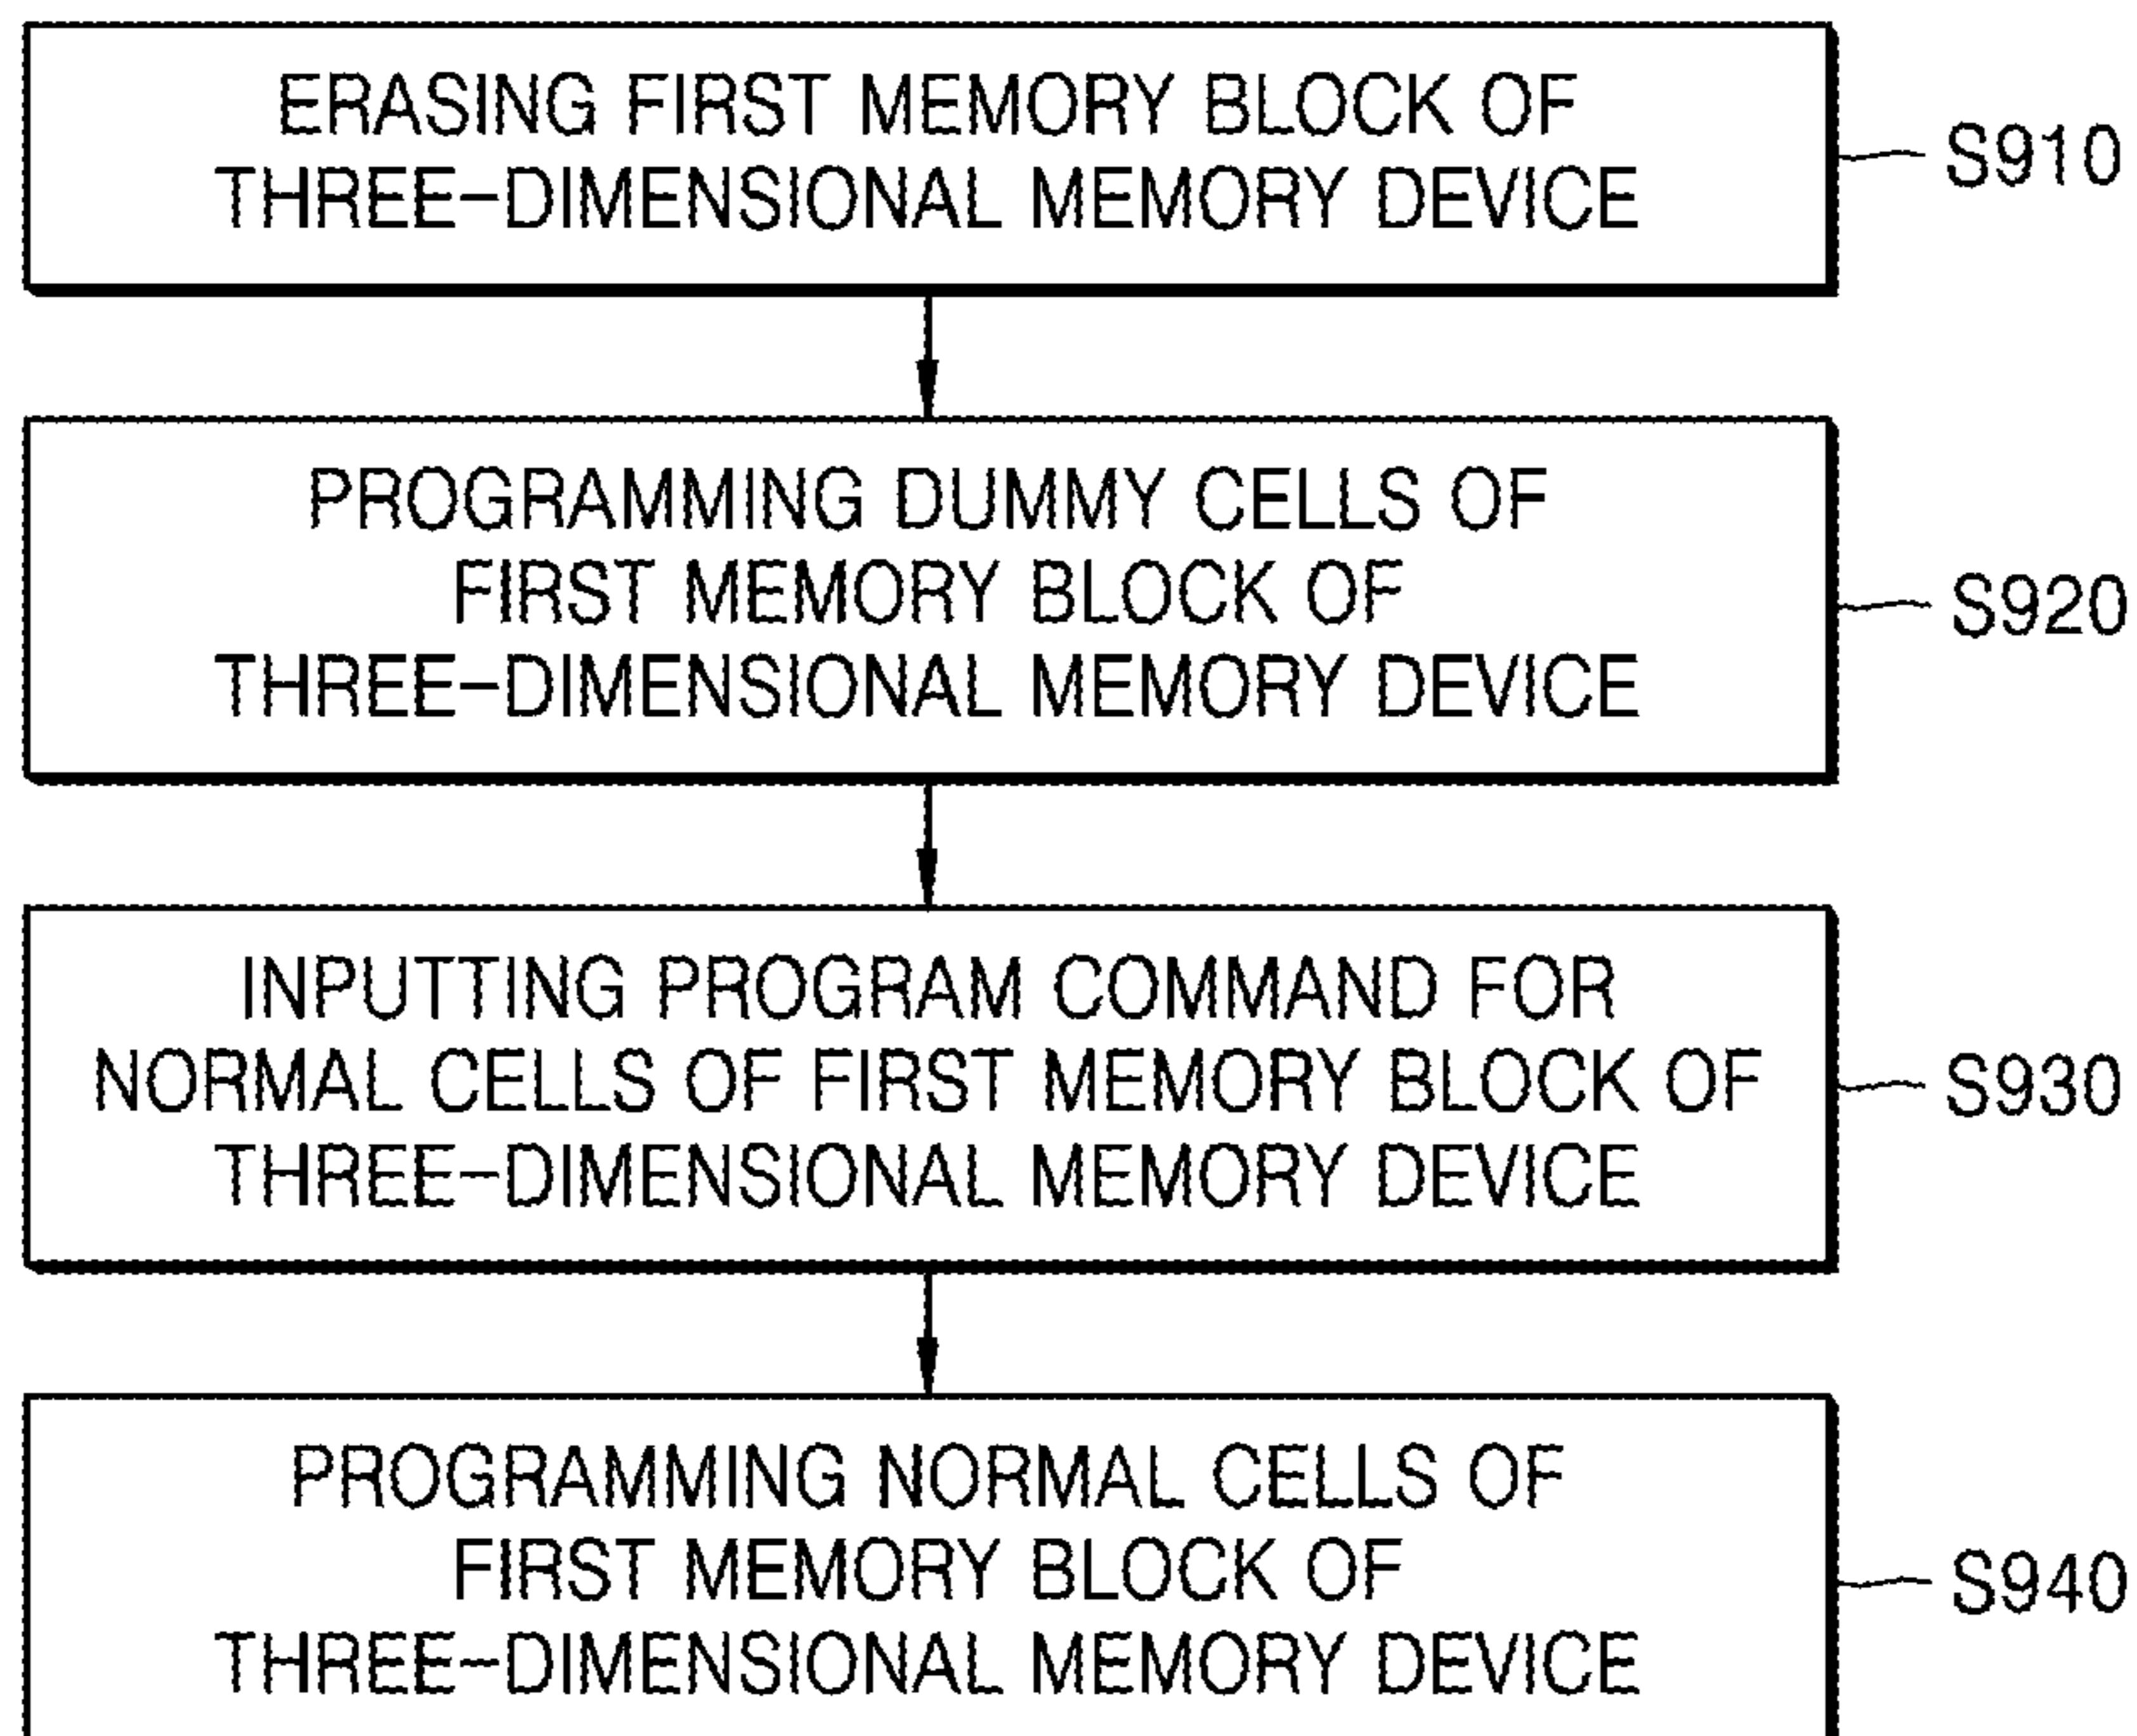 ERASING FIRST MEMORY BLOCK OF
THREE-DIMENSIONAL MEMORY DEVICE
S910
PROGRAMMING DUMMY CELLS OF
FIRST MEMORY BLOCK OF
THREE-DIMENSIONAL MEMORY DEVICE
S920
INPUTTING PROGRAM COMMAND FOR
NORMAL CELLS OF FIRST MEMORY BLOCK OF
THREE-DIMENSIONAL MEMORY DEVICE
S930
PROGRAMMING NORMAL CELLS OF
FIRST MEMORY BLOCK OF
THREE-DIMENSIONAL MEMORY DEVICE
S940